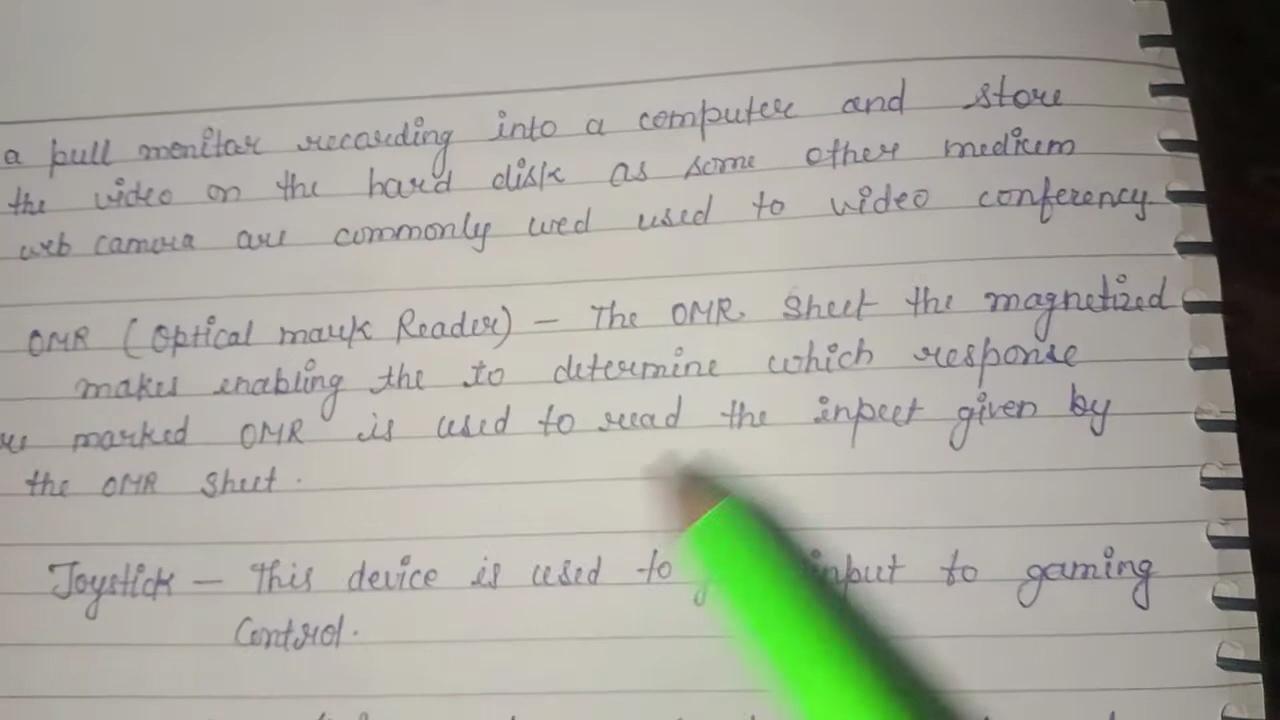 a pull monitar recarding into a computer and store
the video on the hard disk as some other medium
web camera are commonly wed used to video conferency
OMR (Optical mark Reader) – The OMR sheet the magnetized
makes enabling the to determine which response
marked OMR is used to read the input given by
the OMR sheet.
Joystick – This device is used to input to gaming
Control.